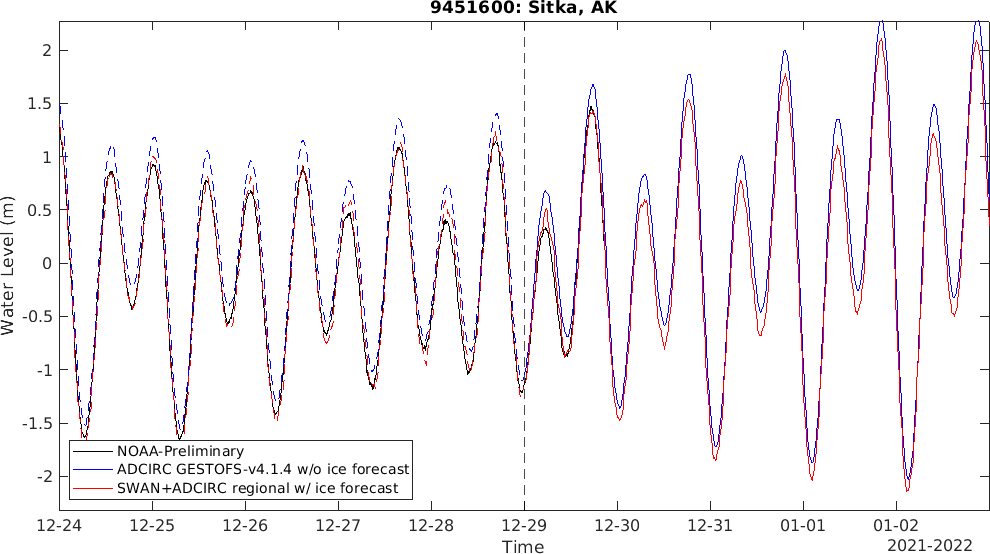 9451600: Sitka, AK
Water Level (m)
2
1.5
1
0.5
0
-0.5
-1
-1.5
-2
NOAA-Preliminary
ADCIRC GESTOFS-v4.1.4 w/o ice forecast
SWAN+ADCIRC regional w/ ice forecast
12-24 12-25 12-26 12-27 12-28 12-29 12-30 12-31 01-01 01-02
Time
2021-2022